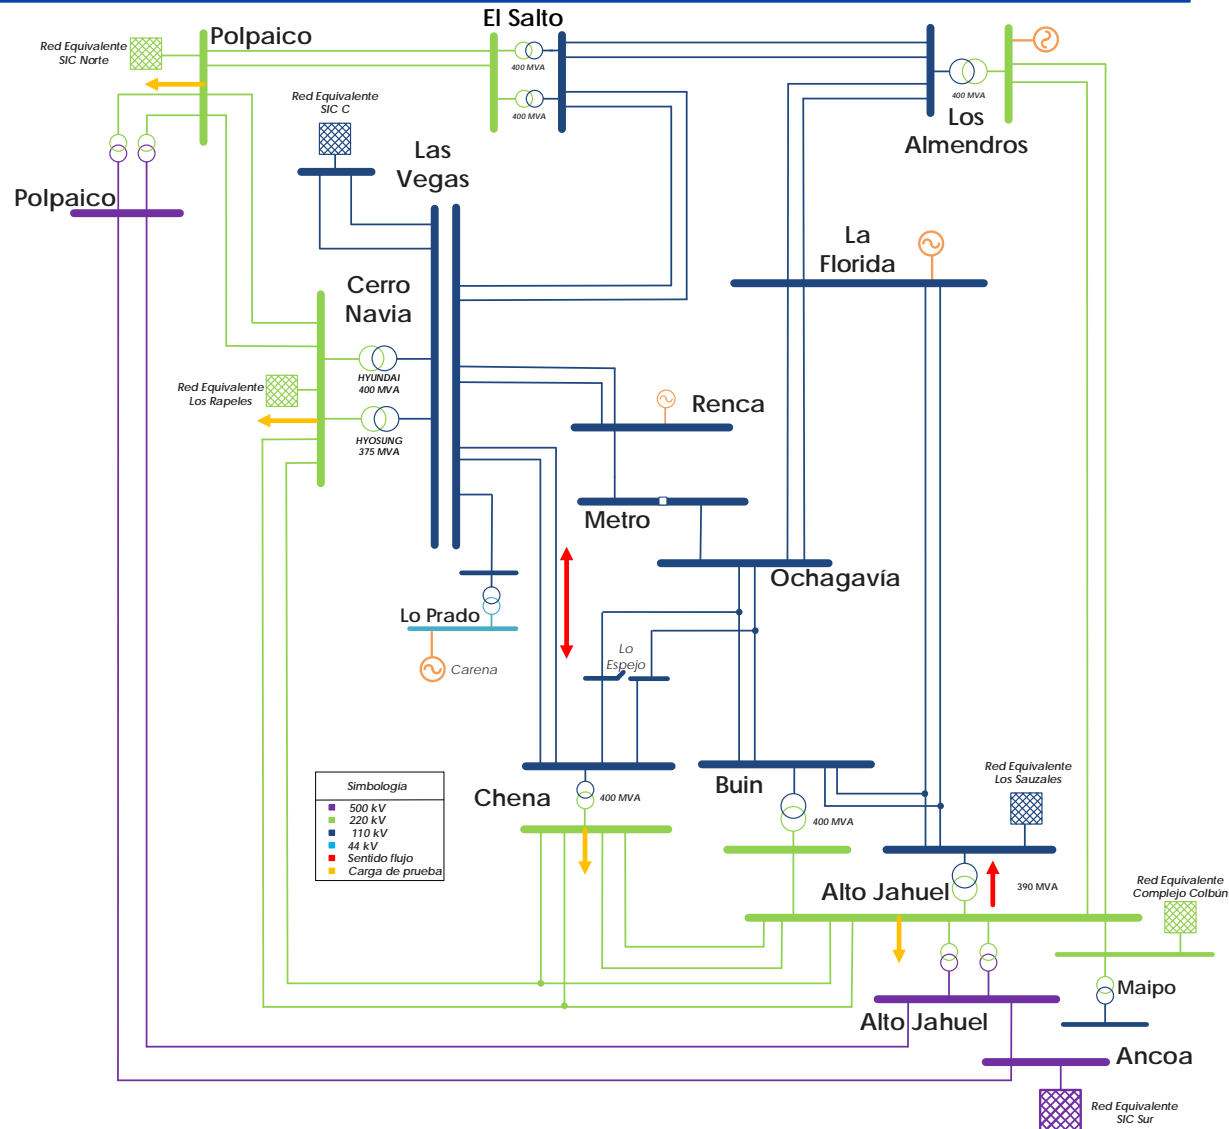 El Salto
Polpaico
Red Equivalente
SIC Norte
400 MVA
400 MVA
400 MVA
Los
Almendros
Red Equivalente
SIC C
Las
Vegas
Polpaico
La
Florida
Cerro
Navia
HYUNDAI
400 MVA
Red Equivalente
Los Rapeles
HYOSUNG
375 MVA
Renca
Metro
Ochagavía
Lo Prado
Carena
Lo
Espejo
Chena
400 MVA
Buin
400 MVA
Red Equivalente
Los Sauzales
Simbología
500 kV
220 kV
110 kV
44 kV
Sentido flujo
Carga de prueba
Alto Jahuel
390 MVA
Red Equivalente
Complejo Colbún
Maipo
Alto Jahuel
Ancoa
Red Equivalente
SIC Sur